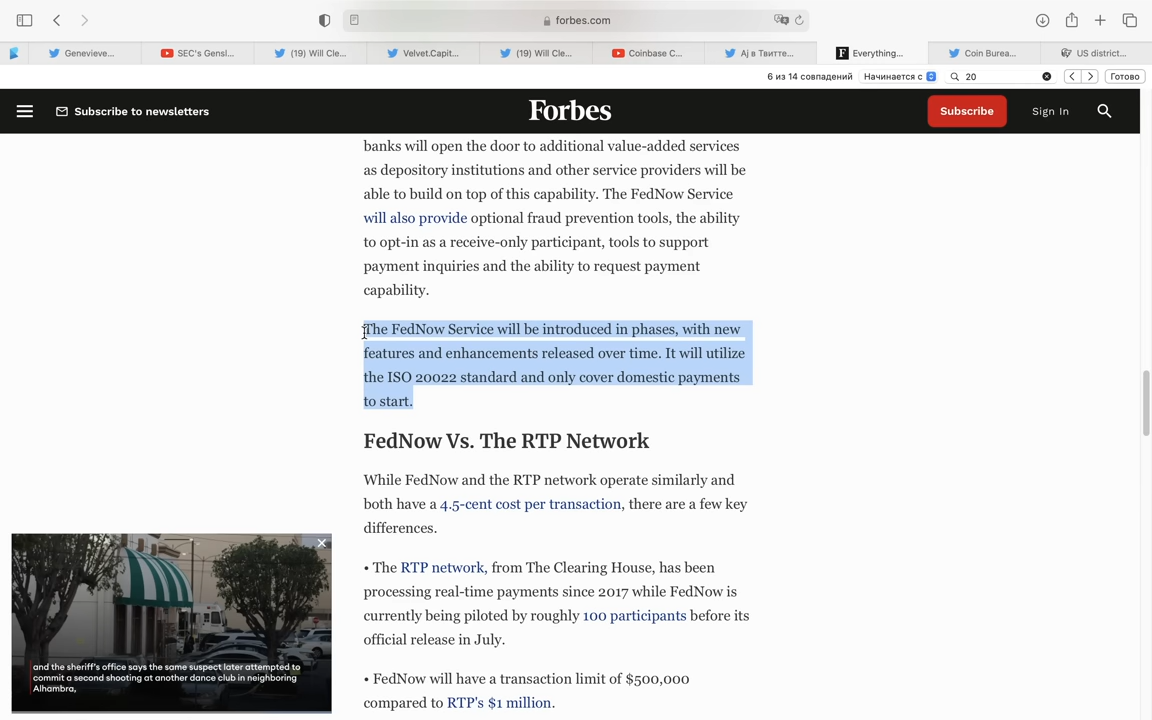 forbes.com
Genevieve...
SEC's Gensl...
(19) Will Cle...
Velvet.Capit...
(19) Will Cle...
Coinbase C...
Aj в Твитте...
Everything...
Coin Burea...
US district...
6 из 14 совпадений
Начинается с
20
Готово
Subscribe to newsletters
Forbes
Subscribe
Sign In
banks will open the door to additional value-added services
as depository institutions and other service providers will be
able to build on top of this capability. The FedNow Service
will also provide optional fraud prevention tools, the ability
to opt-in as a receive-only participant, tools to support
payment inquiries and the ability to request payment
capability.
The FedNow Service will be introduced in phases, with new
features and enhancements released over time. It will utilize
the ISO 20022 standard and only cover domestic payments
to start.
FedNow Vs. The RTP Network
While FedNow and the RTP network operate similarly and
both have a 4.5-cent cost per transaction, there are a few key
differences.
• The RTP network, from The Clearing House, has been
processing real-time payments since 2017 while FedNow is
currently being piloted by roughly 100 participants before its
official release in July.
• FedNow will have a transaction limit of $500,000
compared to RTP's $1 million.
and the sheriff's office says the same suspect later attempted to
commit a second shooting at another dance club in neighboring
Alhambra,